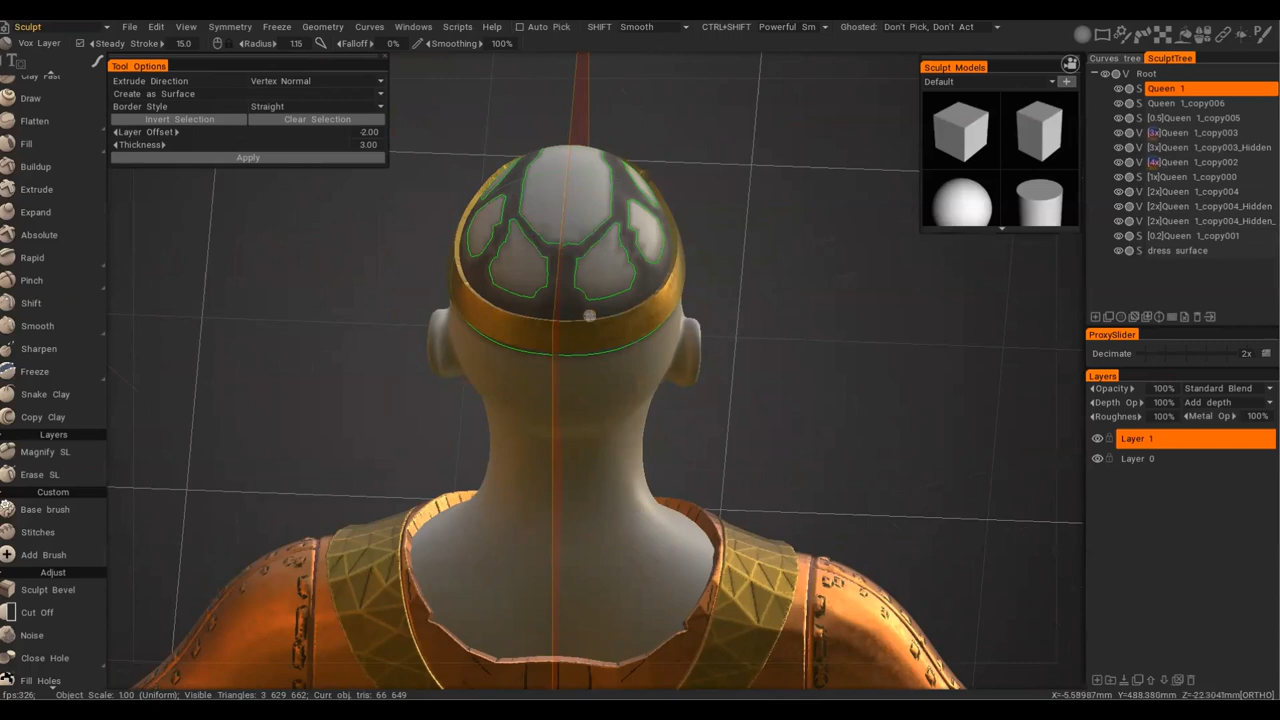 Sculpt File Edit View Symmetry Freeze Geometry Curves Windows Scripts Help Auto Pick SHIFT Smooth CTRL+SHIFT Powerful Sm Ghosted: Don't Pick, Don't Act
Vox Layer Steady Stroke 15.0 Radius 115 Falloff 0% Smoothing 100%
Draw
Flatten
Fill
Buildup
Extrude
Expand
Absolute
Rapid
Pinch
Shift
Smooth
Sharpen
Freeze
Snake Clay
Copy Clay
Layers
Magnify SL
Erase SL
Custom
Base brush
Stitches
Add Brush
Adjust
Sculpt Bevel
Cut Off
Noise
Close Hole
Fill Holes
Tool Options
Extrude Direction Vertex Normal
Create as Surface
Border Style Straight
Invert Selection Clear Selection
Layer Offset -2.00
Thickness 3.00
Apply
Sculpt Models
Default
Curves tree SculptTree
V Root
S Queen 1
S Queen 1_copy006
S [0.5]Queen 1_copy005
V [3x]Queen 1_copy003
V [3x]Queen 1_copy003_Hidden
V [4x]Queen 1_copy002
S [1x]Queen 1_copy000
V [2x]Queen 1_copy004
V [2x]Queen 1_copy004_Hidden
V [2x]Queen 1_copy004_Hidden_
S [0.2]Queen 1_copy001
S dress surface
ProxySlider
Decimate 2x
Layers
Opacity 100% Standard Blend
Depth Op 100% Add depth
Roughnes 100% Metal Op 100%
Layer 1
Layer 0
fps:326; Object Scale: 1.00 (Uniform); Visible Triangles: 3 629 662; Curr. obj. tris: 66 649 X=-5.58987mm Y=488.380mm Z=-22.3041mm[ORTHO]